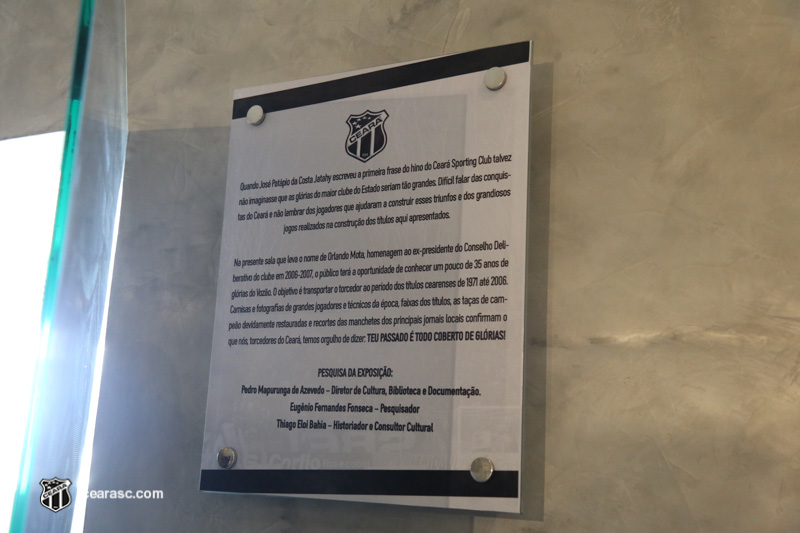 CEARÁ
Quando José Patápio da Costa Jatahy escreveu a primeira frase do hino do Ceará Sporting Club talvez
não imaginasse que as glórias do maior clube do Estado seriam tão grandes. Difícil falar das conquis-
tas do Ceará e não lembrar dos jogadores que ajudaram a construir esses triunfos e dos grandiosos
jogos realizados na construção dos títulos aqui apresentados.
Na presente sala que leva o nome de Orlando Mota, homenagem ao ex-presidente do Conselho Deli-
berativo do clube em 2006-2007, o público terá a oportunidade de conhecer um pouco de 35 anos de
glórias do Vozão. O objetivo é transportar o torcedor ao período dos títulos cearenses de 1971 até 2006.
Camisas e fotografias de grandes jogadores e técnicos da época, faixas dos títulos, as taças de cam-
peão devidamente restauradas e recortes das manchetes dos principais jornais locais confirmam o
que nós, torcedores do Ceará, temos orgulho de dizer: TEU PASSADO É TODO COBERTO DE GLÓRIAS!
PESQUISA DA EXPOSIÇÃO:
Pedro Mapurunga de Azevedo – Diretor de Cultura, Biblioteca e Documentação.
Eugênio Fernandes Fonseca – Pesquisador
Thiago Eloi Bahia – Historiador e Consultor Cultural
CEARÁ cearasc.com